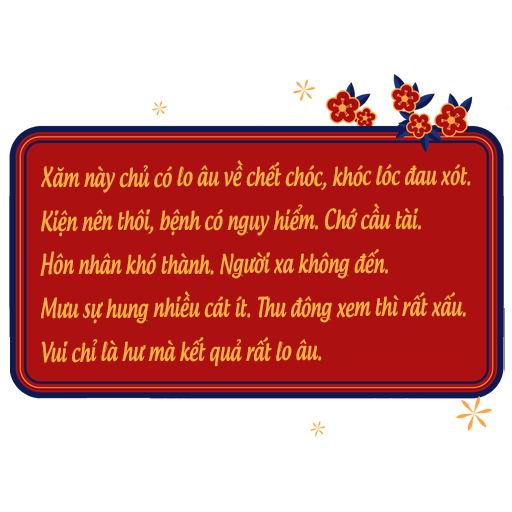 Xăm này chủ có lo âu về chết chóc, khóc lóc đau xót.
Kiện nên thôi, bệnh có nguy hiểm. Chớ cầu tài.
Hôn nhân khó thành. Người xa không đến.
Mưu sự hung nhiều cát ít. Thu đông xem thì rất xấu.
Vui chỉ là hư mà kết quả rất lo âu.